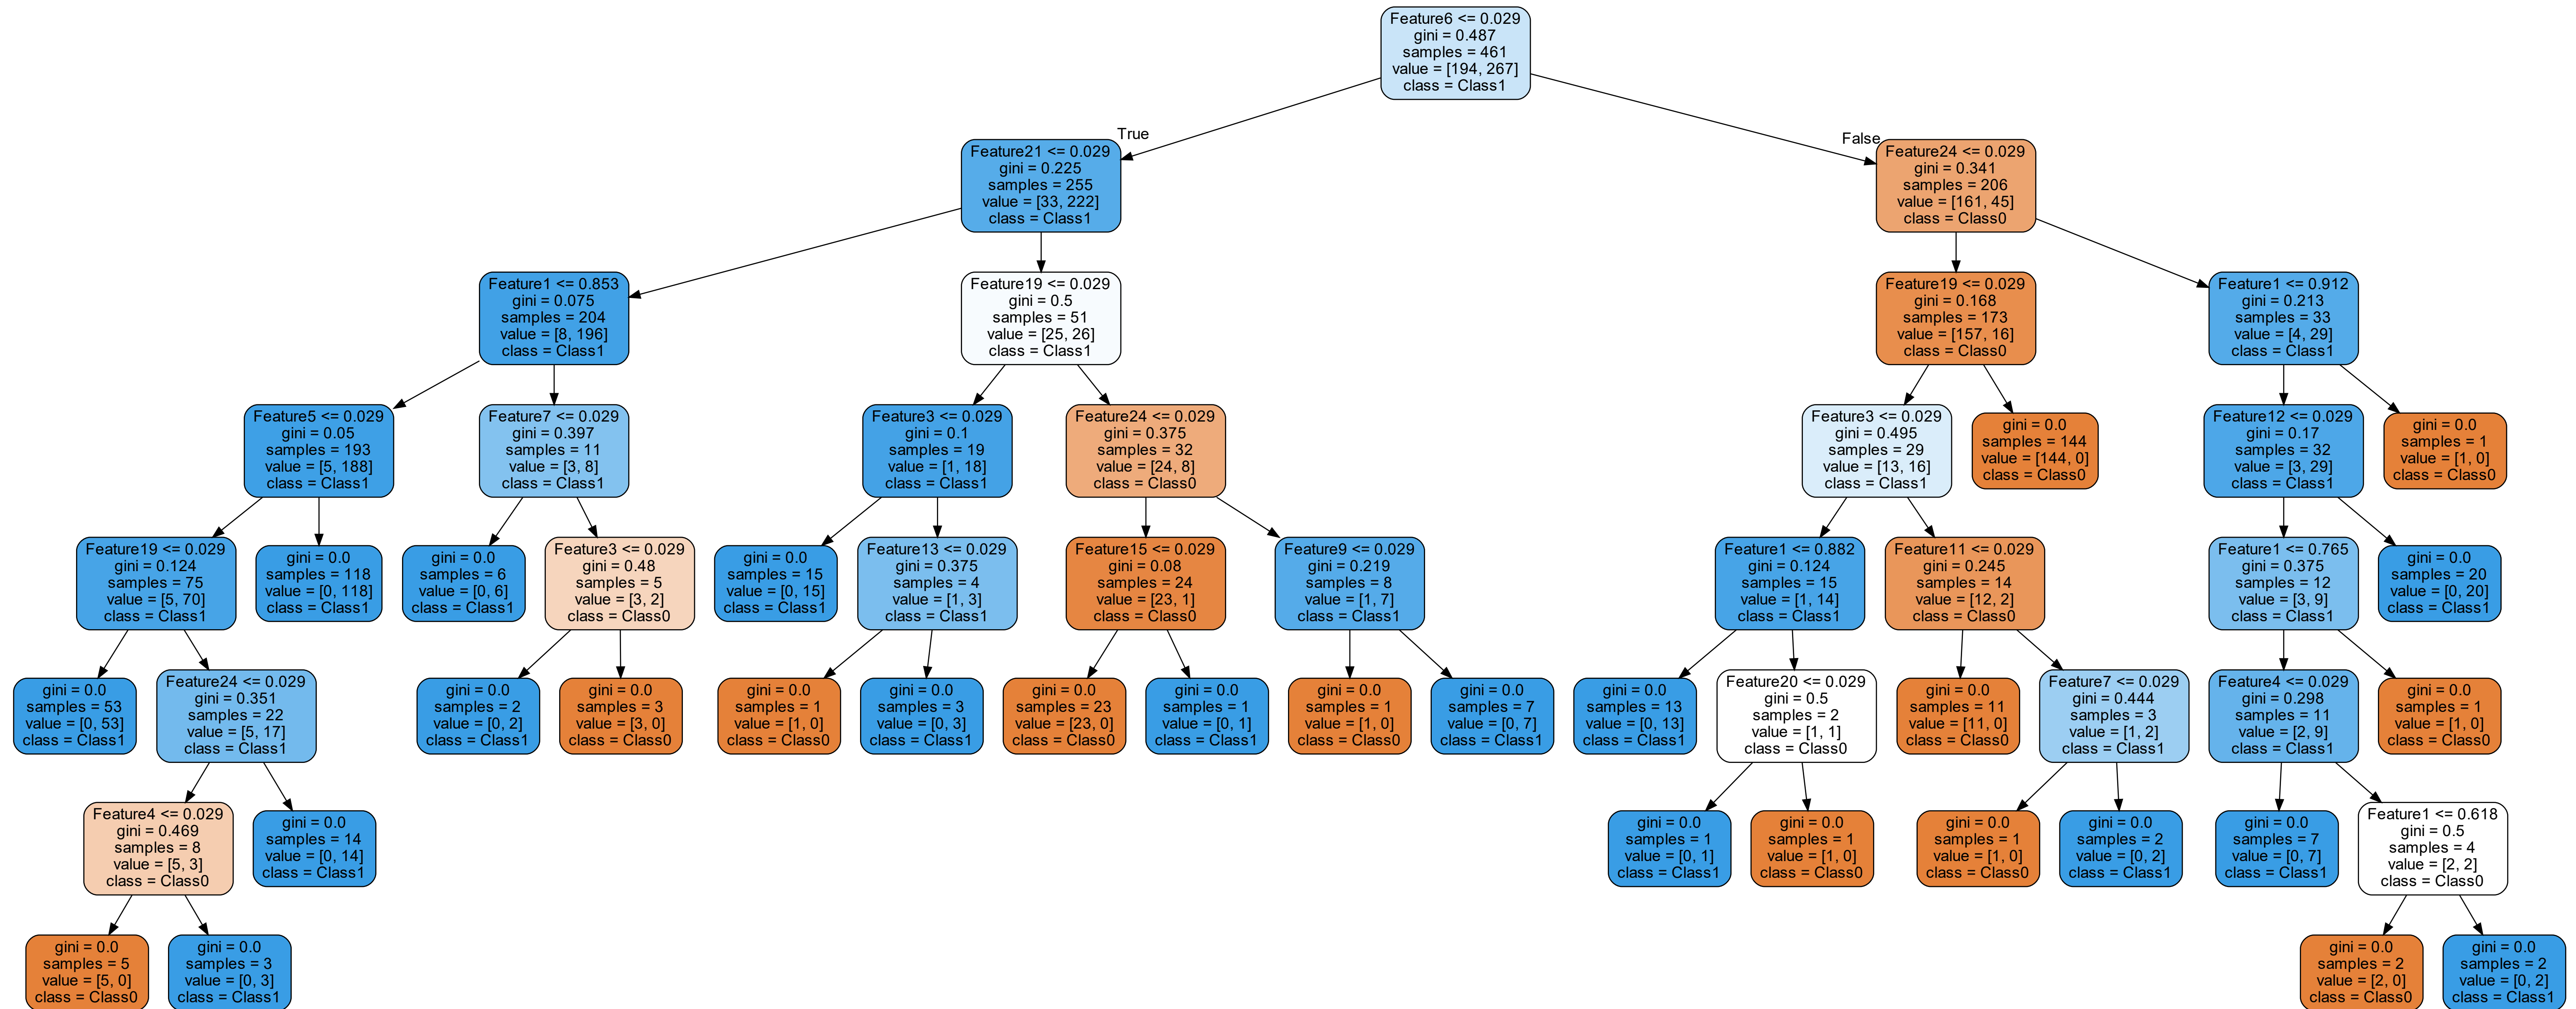 Feature6 <= 0.029
gini = 0.487
samples = 461
value = [194, 267]
class = Class1
True
False
Feature21 <= 0.029
gini = 0.225
samples = 255
value = [33, 222]
class = Class1
Feature24 <= 0.029
gini = 0.341
samples = 206
value = [161, 45]
class = Class0
Feature1 <= 0.853
gini = 0.075
samples = 204
value = [8, 196]
class = Class1
Feature19 <= 0.029
gini = 0.5
samples = 51
value = [25, 26]
class = Class1
Feature19 <= 0.029
gini = 0.168
samples = 173
value = [157, 16]
class = Class0
Feature1 <= 0.912
gini = 0.213
samples = 33
value = [4, 29]
class = Class1
Feature5 <= 0.029
gini = 0.05
samples = 193
value = [5, 188]
class = Class1
Feature7 <= 0.029
gini = 0.397
samples = 11
value = [3, 8]
class = Class1
Feature3 <= 0.029
gini = 0.1
samples = 19
value = [1, 18]
class = Class1
Feature24 <= 0.029
gini = 0.375
samples = 32
value = [24, 8]
class = Class0
Feature3 <= 0.029
gini = 0.495
samples = 29
value = [13, 16]
class = Class1
gini = 0.0
samples = 144
value = [144, 0]
class = Class0
Feature12 <= 0.029
gini = 0.17
samples = 32
value = [3, 29]
class = Class1
gini = 0.0
samples = 1
value = [1, 0]
class = Class0
Feature19 <= 0.029
gini = 0.124
samples = 75
value = [5, 70]
class = Class1
gini = 0.0
samples = 118
value = [0, 118]
class = Class1
gini = 0.0
samples = 6
value = [0, 6]
class = Class1
Feature3 <= 0.029
gini = 0.48
samples = 5
value = [3, 2]
class = Class0
gini = 0.0
samples = 15
value = [0, 15]
class = Class1
Feature13 <= 0.029
gini = 0.375
samples = 4
value = [1, 3]
class = Class1
Feature15 <= 0.029
gini = 0.08
samples = 24
value = [23, 1]
class = Class0
Feature9 <= 0.029
gini = 0.219
samples = 8
value = [1, 7]
class = Class1
Feature1 <= 0.882
gini = 0.124
samples = 15
value = [1, 14]
class = Class1
Feature11 <= 0.029
gini = 0.245
samples = 14
value = [12, 2]
class = Class0
Feature1 <= 0.765
gini = 0.375
samples = 12
value = [3, 9]
class = Class1
gini = 0.0
samples = 20
value = [0, 20]
class = Class1
gini = 0.0
samples = 53
value = [0, 53]
class = Class1
Feature24 <= 0.029
gini = 0.351
samples = 22
value = [5, 17]
class = Class1
gini = 0.0
samples = 2
value = [0, 2]
class = Class1
gini = 0.0
samples = 3
value = [3, 0]
class = Class0
gini = 0.0
samples = 1
value = [1, 0]
class = Class0
gini = 0.0
samples = 3
value = [0, 3]
class = Class1
gini = 0.0
samples = 23
value = [23, 0]
class = Class0
gini = 0.0
samples = 1
value = [0, 1]
class = Class1
gini = 0.0
samples = 1
value = [1, 0]
class = Class0
gini = 0.0
samples = 7
value = [0, 7]
class = Class1
gini = 0.0
samples = 13
value = [0, 13]
class = Class1
Feature20 <= 0.029
gini = 0.5
samples = 2
value = [1, 1]
class = Class0
gini = 0.0
samples = 11
value = [11, 0]
class = Class0
Feature7 <= 0.029
gini = 0.444
samples = 3
value = [1, 2]
class = Class1
Feature4 <= 0.029
gini = 0.298
samples = 11
value = [2, 9]
class = Class1
gini = 0.0
samples = 1
value = [1, 0]
class = Class0
Feature4 <= 0.029
gini = 0.469
samples = 8
value = [5, 3]
class = Class0
gini = 0.0
samples = 14
value = [0, 14]
class = Class1
gini = 0.0
samples = 1
value = [0, 1]
class = Class1
gini = 0.0
samples = 1
value = [1, 0]
class = Class0
gini = 0.0
samples = 1
value = [1, 0]
class = Class0
gini = 0.0
samples = 2
value = [0, 2]
class = Class1
gini = 0.0
samples = 7
value = [0, 7]
class = Class1
Feature1 <= 0.618
gini = 0.5
samples = 4
value = [2, 2]
class = Class0
gini = 0.0
samples = 5
value = [5, 0]
class = Class0
gini = 0.0
samples = 3
value = [0, 3]
class = Class1
gini = 0.0
samples = 2
value = [2, 0]
class = Class0
gini = 0.0
samples = 2
value = [0, 2]
class = Class1